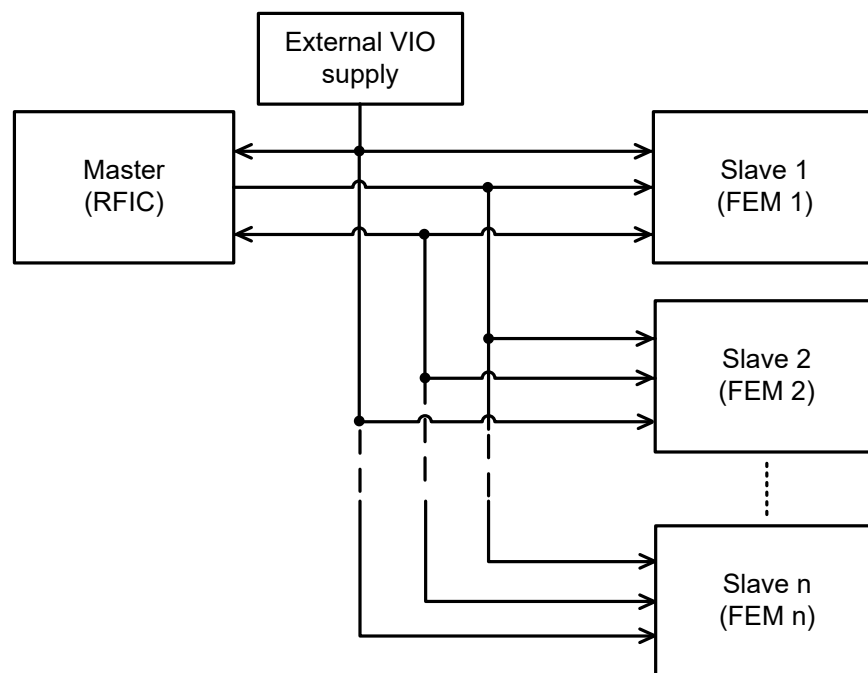 External VIO
supply
Master
(RFIC)
Slave 1
(FEM 1)
Slave 2
(FEM 2)
Slave n
(FEM n)